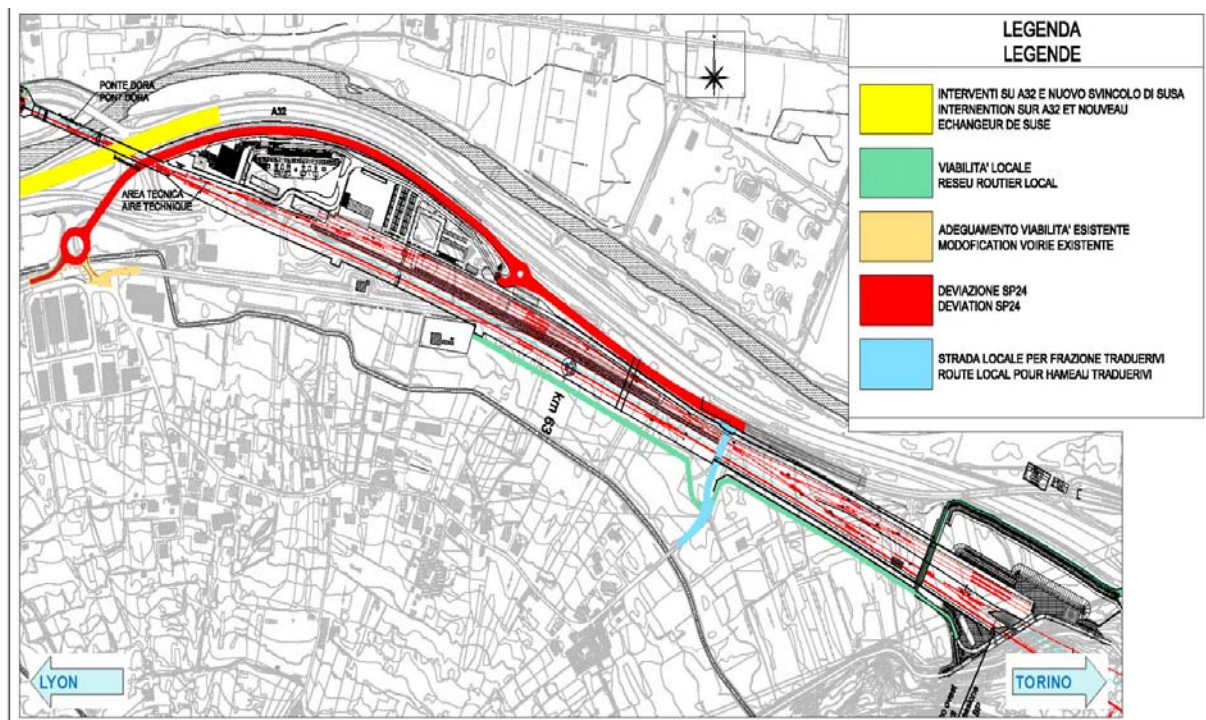 LEGENDA
LEGENDE
INTERVENTI SU A32 E NUOVO SVINCOLO DI SUSA
INTERNENTION SUR A32 ET NOUVEAU
ECHANGEUR DE SUSE
VIABILITA' LOCALE
RESEU ROUTIER LOCAL
ADEGUAMENTO VIABILITA' ESISTENTE
MODOFICATION VOIRIE EXISTENTE
DEVIAZIONE SP24
DEVIATION SP24
STRADA LOCALE PER FRAZIONE TRADUERIVI
ROUTE LOCAL POUR HAMEAU TRADUERIVI
PONTE DORA
PONT DORA
A32
AREA TECNICA
AIRE TECHNIQUE
km 63
LYON
TORINO